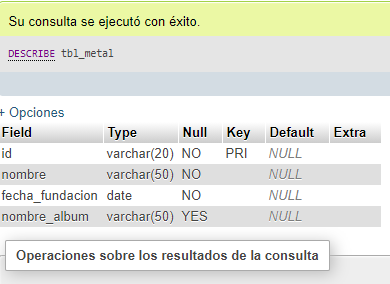 Su consulta se ejecutó con éxito.
DESCRIBE tbl_metal
+ Opciones
Field Type Null Key Default Extra
id varchar(20) NO PRI NULL
nombre varchar(50) NO NULL
fecha_fundacion date NO NULL
nombre_album varchar(50) YES NULL
Operaciones sobre los resultados de la consulta